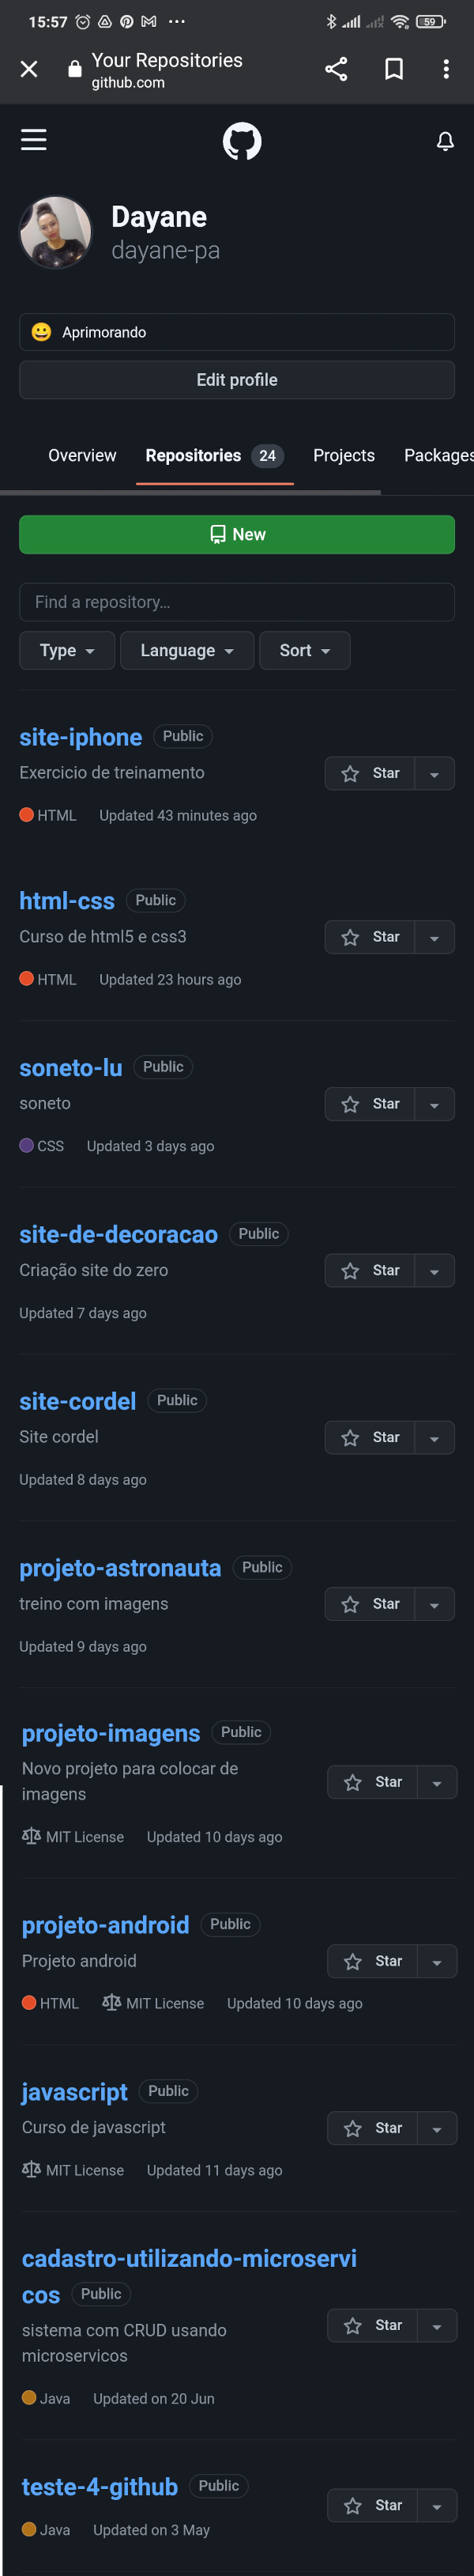 15:57
59
Your Repositories
github.com
Dayane
dayane-pa
Aprimorando
Edit profile
Overview Repositories 24 Projects Packages
New
Find a repository...
Type Language Sort
site-iphone Public
Exercicio de treinamento
Star
HTML Updated 43 minutes ago
html-css Public
Curso de html5 e css3
Star
HTML Updated 23 hours ago
soneto-lu Public
soneto
Star
CSS Updated 3 days ago
site-de-decoracao Public
Criação site do zero
Star
Updated 7 days ago
site-cordel Public
Site cordel
Star
Updated 8 days ago
projeto-astronauta Public
treino com imagens
Star
Updated 9 days ago
projeto-imagens Public
Novo projeto para colocar de
imagens
Star
MIT License Updated 10 days ago
projeto-android Public
Projeto android
Star
HTML MIT License Updated 10 days ago
javascript Public
Curso de javascript
Star
MIT License Updated 11 days ago
cadastro-utilizando-microservi
cos Public
sistema com CRUD usando
microservicos
Star
Java Updated on 20 Jun
teste-4-github Public
Star
Java Updated on 3 May